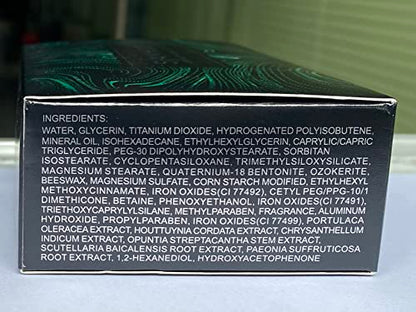 INGREDIENTS:
WATER, GLYCERIN, TITANIUM DIOXIDE, HYDROGENATED POLYISOBUTENE,
MINERAL OIL, ISOHEXADECANE, ETHYLHEXYLGLYCERIN, CAPRYLIC/CAPRIC
TRIGLYCERIDE, PEG-30 DIPOLYHYDROXYSTEARATE, SORBITAN
ISOSTEARATE, CYCLOPENTASILOXANE, TRIMETHYLSILOXYSILICATE,
MAGNESIUM STEARATE, QUATERNIUM-18 BENTONITE, OZOKERITE,
BEESWAX, MAGNESIUM SULFATE, CORN STARCH MODIFIED, ETHYLHEXYL
METHOXYCINNAMATE, IRON OXIDES(CI 77492), CETYL PEG/PPG-10/1
DIMETHICONE, BETAINE, PHENOXYETHANOL, IRON OXIDES(CI 77491),
TRIETHOXYCAPRYLYLSILANE, METHYLPARABEN, FRAGRANCE, ALUMINUM
HYDROXIDE, PROPYLPARABEN, IRON OXIDES(CI 77499), PORTULACA
OLERACEA EXTRACT, HOUTTUYNIA CORDATA EXTRACT, CHRYSANTHELLUM
INDICUM EXTRACT, OPUNTIA STREPTACANTHA STEM EXTRACT,
SCUTELLARIA BAICALENSIS ROOT EXTRACT, PAEONIA SUFFRUTICOSA
ROOT EXTRACT, 1,2-HEXANEDIOL, HYDROXYACETOPHENONE